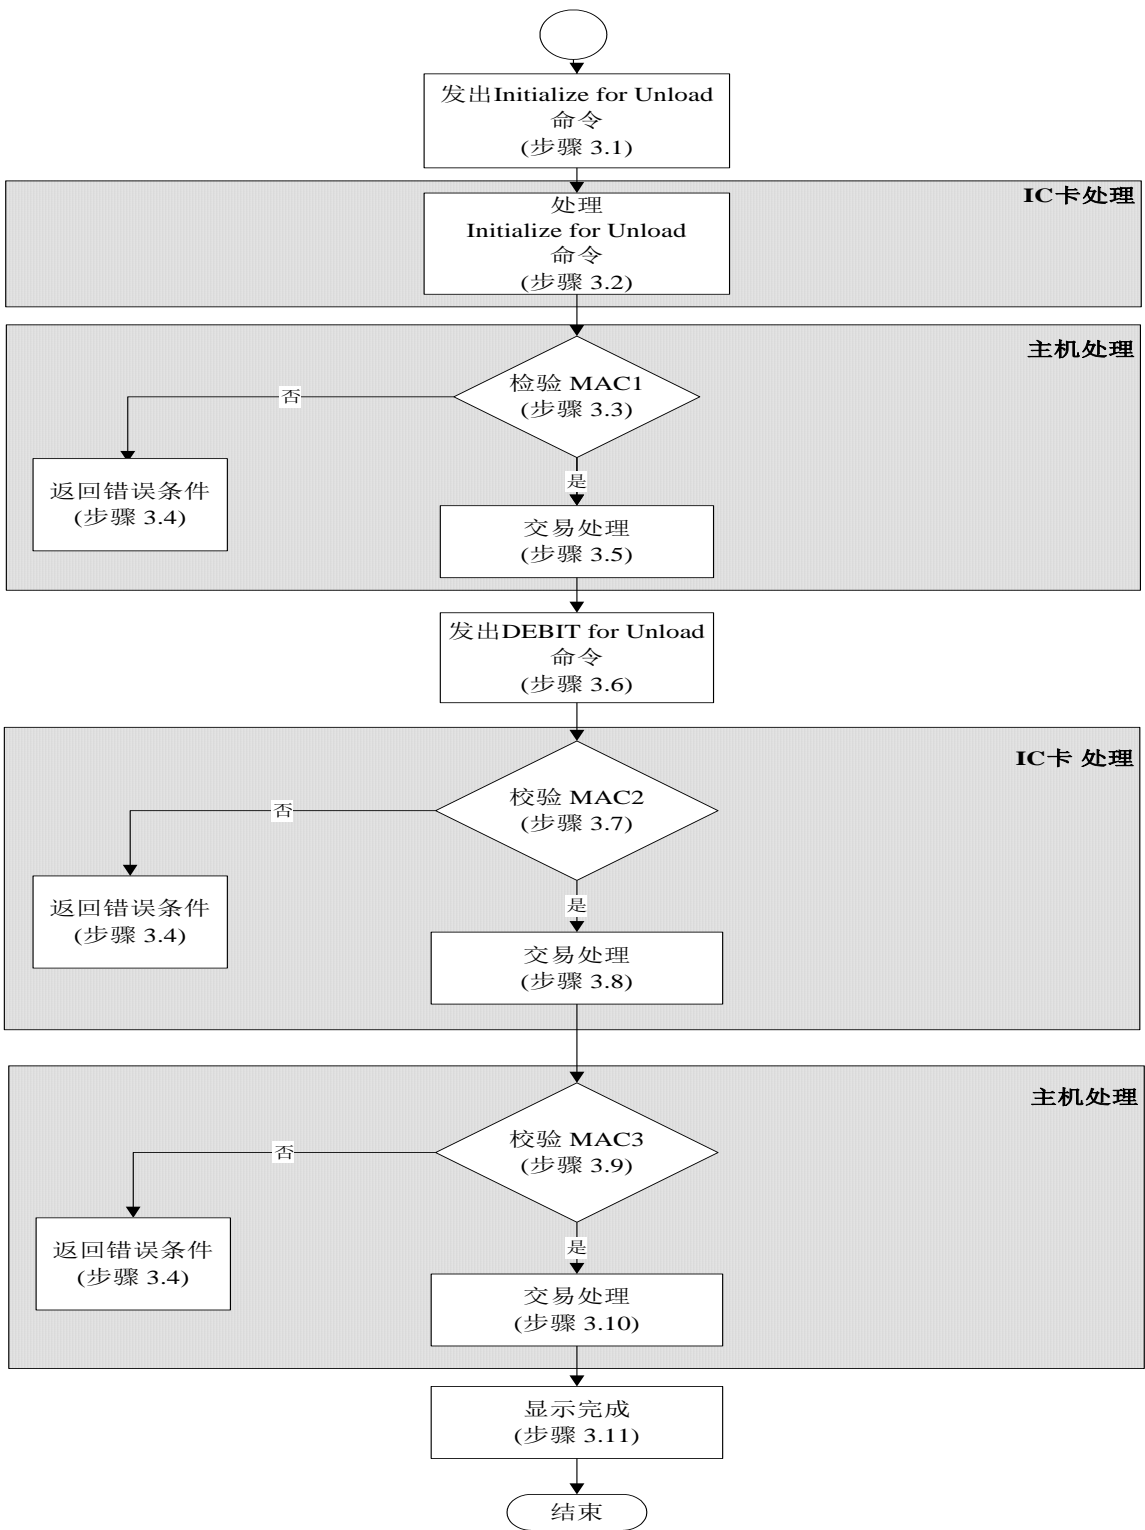 发出Initialize for Unload
命令
(步骤 3.1)
IC卡处理
处理
Initialize for Unload
命令
(步骤 3.2)
主机处理
检验 MAC1
(步骤 3.3)
否
返回错误条件
(步骤 3.4)
是
交易处理
(步骤 3.5)
发出DEBIT for Unload
命令
(步骤 3.6)
IC卡 处理
校验 MAC2
(步骤 3.7)
否
返回错误条件
(步骤 3.4)
是
交易处理
(步骤 3.8)
主机处理
校验 MAC3
(步骤 3.9)
否
返回错误条件
(步骤 3.4)
是
交易处理
(步骤 3.10)
显示完成
(步骤 3.11)
结束